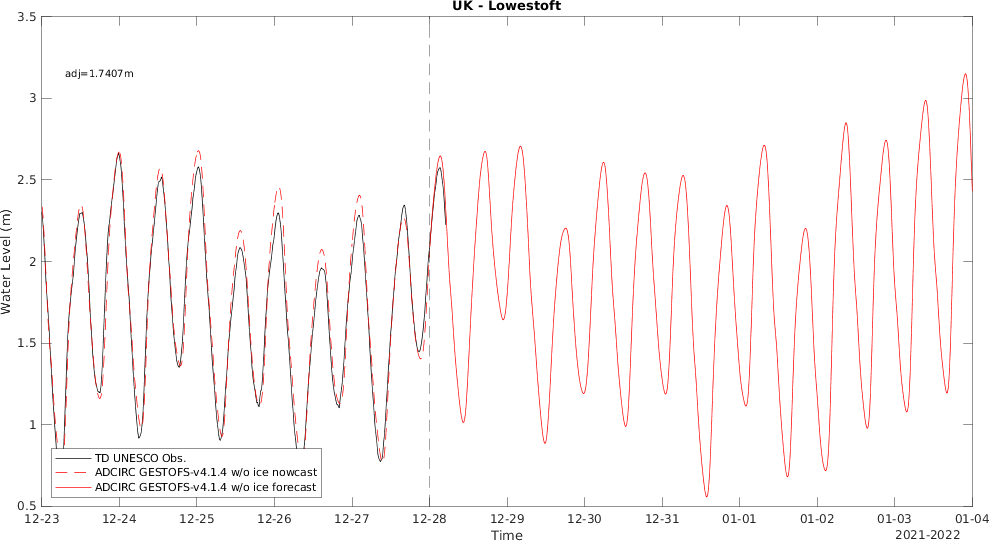 UK - Lowestoft
adj=1.7407m
3.5
3
2.5
2
1.5
1
0.5
Water Level (m)
TD UNESCO Obs.
ADCIRC GESTOFS-v4.1.4 w/o ice nowcast
ADCIRC GESTOFS-v4.1.4 w/o ice forecast
12-23 12-24 12-25 12-26 12-27 12-28 12-29 12-30 12-31 01-01 01-02 01-03 01-04
Time
2021-2022